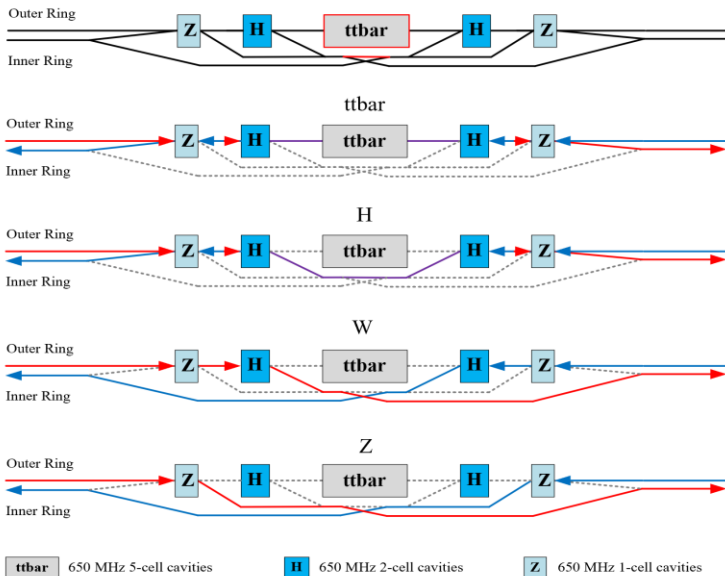 Outer Ring
Z H ttbar H Z
Inner Ring
ttbar
Outer Ring
Z H ttbar H Z
Inner Ring
H
Outer Ring
Z H ttbar H Z
Inner Ring
W
Outer Ring
Z H ttbar H Z
Inner Ring
Z
Outer Ring
Z H ttbar H Z
Inner Ring
ttbar 650 MHz 5-cell cavities H 650 MHz 2-cell cavities Z 650 MHz 1-cell cavities